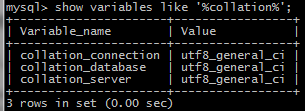 mysql> show variables like '%collation%';
+----------------------+-----------------+
| Variable_name        | Value           |
+----------------------+-----------------+
| collation_connection | utf8_general_ci |
| collation_database   | utf8_general_ci |
| collation_server     | utf8_general_ci |
+----------------------+-----------------+
3 rows in set (0.00 sec)